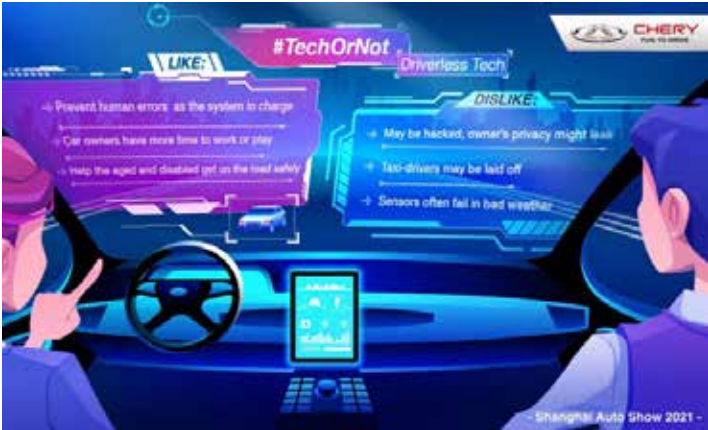 #TechOrNot
Driverless Tech
CHERY
FUN TO DRIVE
LIKE:
Prevent human errors as the system in charge
Car owners have more time to work or play
Help the aged and disabled get on the road safely
DISLIKE:
May be hacked, owner's privacy might leak
Taxi-drivers may be laid off
Sensors often fail in bad weather
- Shanghai Auto Show 2021 -